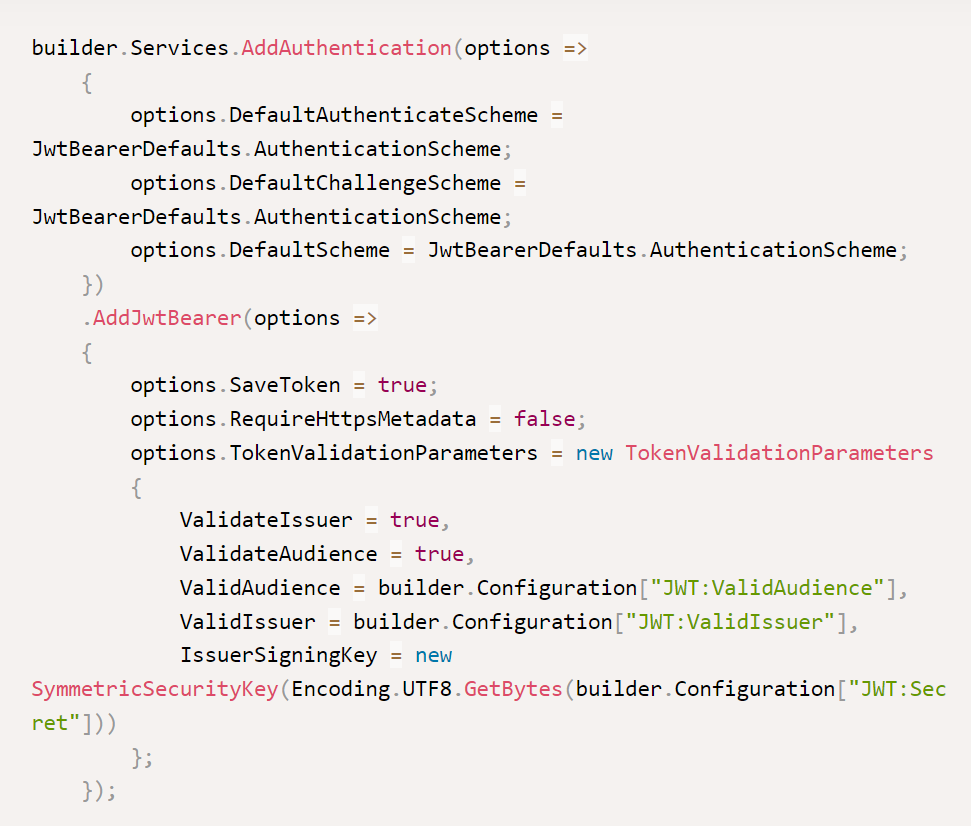 builder.Services.AddAuthentication(options =>
    {
        options.DefaultAuthenticateScheme =
JwtBearerDefaults.AuthenticationScheme;
        options.DefaultChallengeScheme =
JwtBearerDefaults.AuthenticationScheme;
        options.DefaultScheme = JwtBearerDefaults.AuthenticationScheme;
    })
    .AddJwtBearer(options =>
    {
        options.SaveToken = true;
        options.RequireHttpsMetadata = false;
        options.TokenValidationParameters = new TokenValidationParameters
        {
            ValidateIssuer = true,
            ValidateAudience = true,
            ValidAudience = builder.Configuration["JWT:ValidAudience"],
            ValidIssuer = builder.Configuration["JWT:ValidIssuer"],
            IssuerSigningKey = new
SymmetricSecurityKey(Encoding.UTF8.GetBytes(builder.Configuration["JWT:Sec
ret"]))
        };
    });